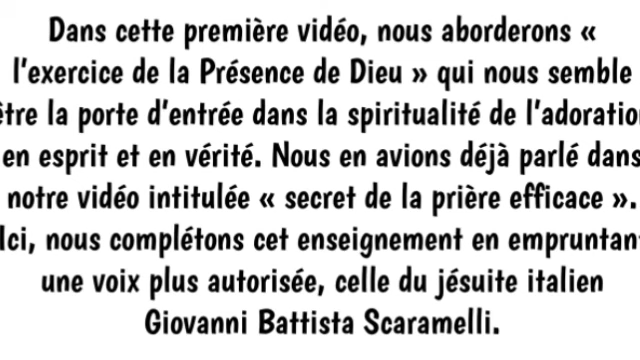 Dans cette première vidéo, nous aborderons «
l’exercice de la Présence de Dieu » qui nous semble
être la porte d’entrée dans la spiritualité de l’adoration
en esprit et en vérité. Nous en avions déjà parlé dans
notre vidéo intitulée « secret de la prière efficace ».
Ici, nous complétons cet enseignement en empruntant
une voix plus autorisée, celle du jésuite italien
Giovanni Battista Scaramelli.